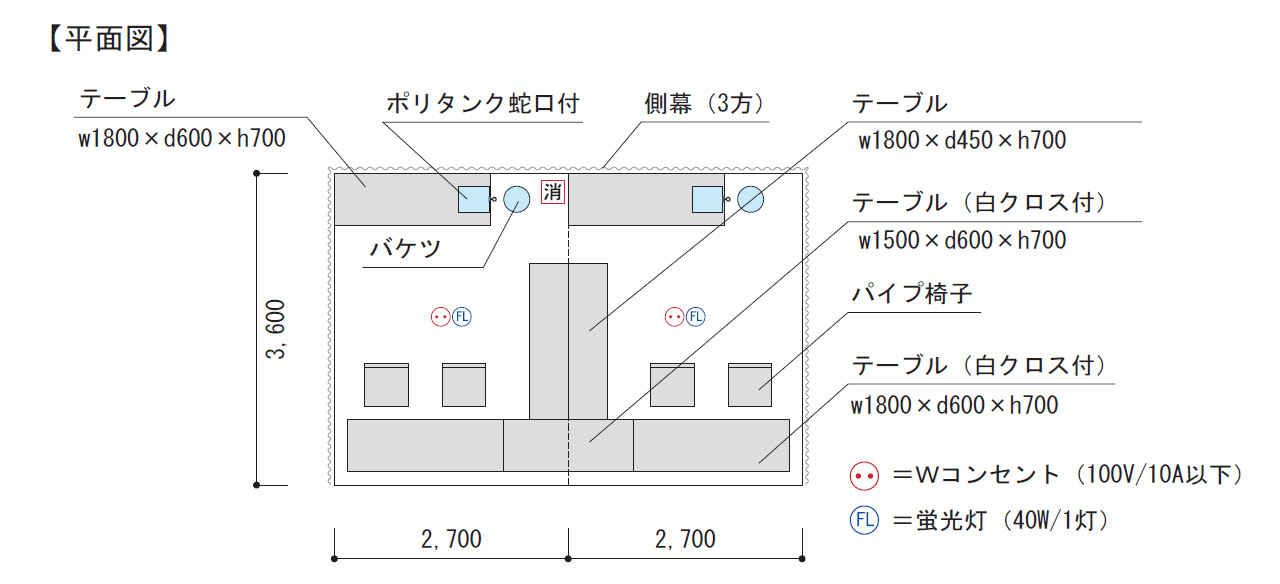 【平面図】
テーブル
w1800×d600×h700
ポリタンク蛇口付
側幕（3方）
テーブル
w1800×d450×h700
消
テーブル（白クロス付）
w1500×d600×h700
バケツ
パイプ椅子
3,600
FL
FL
テーブル（白クロス付）
w1800×d600×h700
＝Wコンセント（100V/10A以下）
FL ＝蛍光灯（40W/1灯）
2,700
2,700